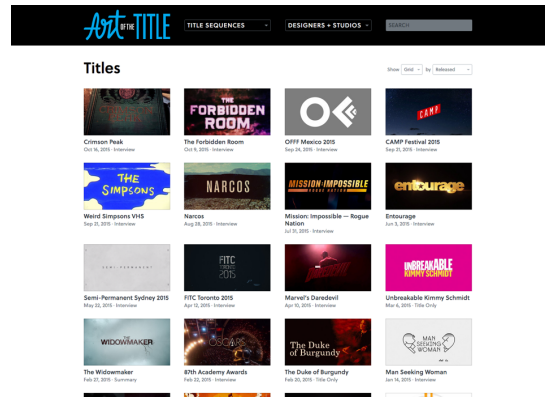 Art OF THE TITLE
TITLE SEQUENCES
DESIGNERS + STUDIOS
SEARCH
Titles
Show Grid by Released
THE FORBIDDEN ROOM
CAMP
Crimson Peak
Oct 16, 2015 · Interview
The Forbidden Room
Oct 9, 2015 · Interview
OFFF Mexico 2015
Sep 24, 2015 · Interview
CAMP Festival 2015
Sep 21, 2015 · Interview
THE SIMPSONS
NARCOS
MISSION: IMPOSSIBLE
ROGUE NATION
entourage
Weird Simpsons VHS
Sep 21, 2015 · Interview
Narcos
Aug 28, 2015 · Interview
Mission: Impossible — Rogue Nation
Jul 31, 2015 · Interview
Entourage
Jun 3, 2015 · Interview
SEMI-PERMANENT
FITC
2015
UNBREAKABLE
KIMMY SCHMIDT
Semi-Permanent Sydney 2015
May 22, 2015 · Interview
FITC Toronto 2015
Apr 12, 2015 · Interview
Marvel's Daredevil
Apr 10, 2015 · Interview
Unbreakable Kimmy Schmidt
Mar 6, 2015 · Title Only
THE
WIDOWMAKER
OSCARS
The Duke
of Burgundy
MAN
SEEKING
WOMAN
The Widowmaker
Feb 27, 2015 · Summary
87th Academy Awards
Feb 22, 2015 · Interview
The Duke of Burgundy
Feb 20, 2015 · Title Only
Man Seeking Woman
Jan 14, 2015 · Interview